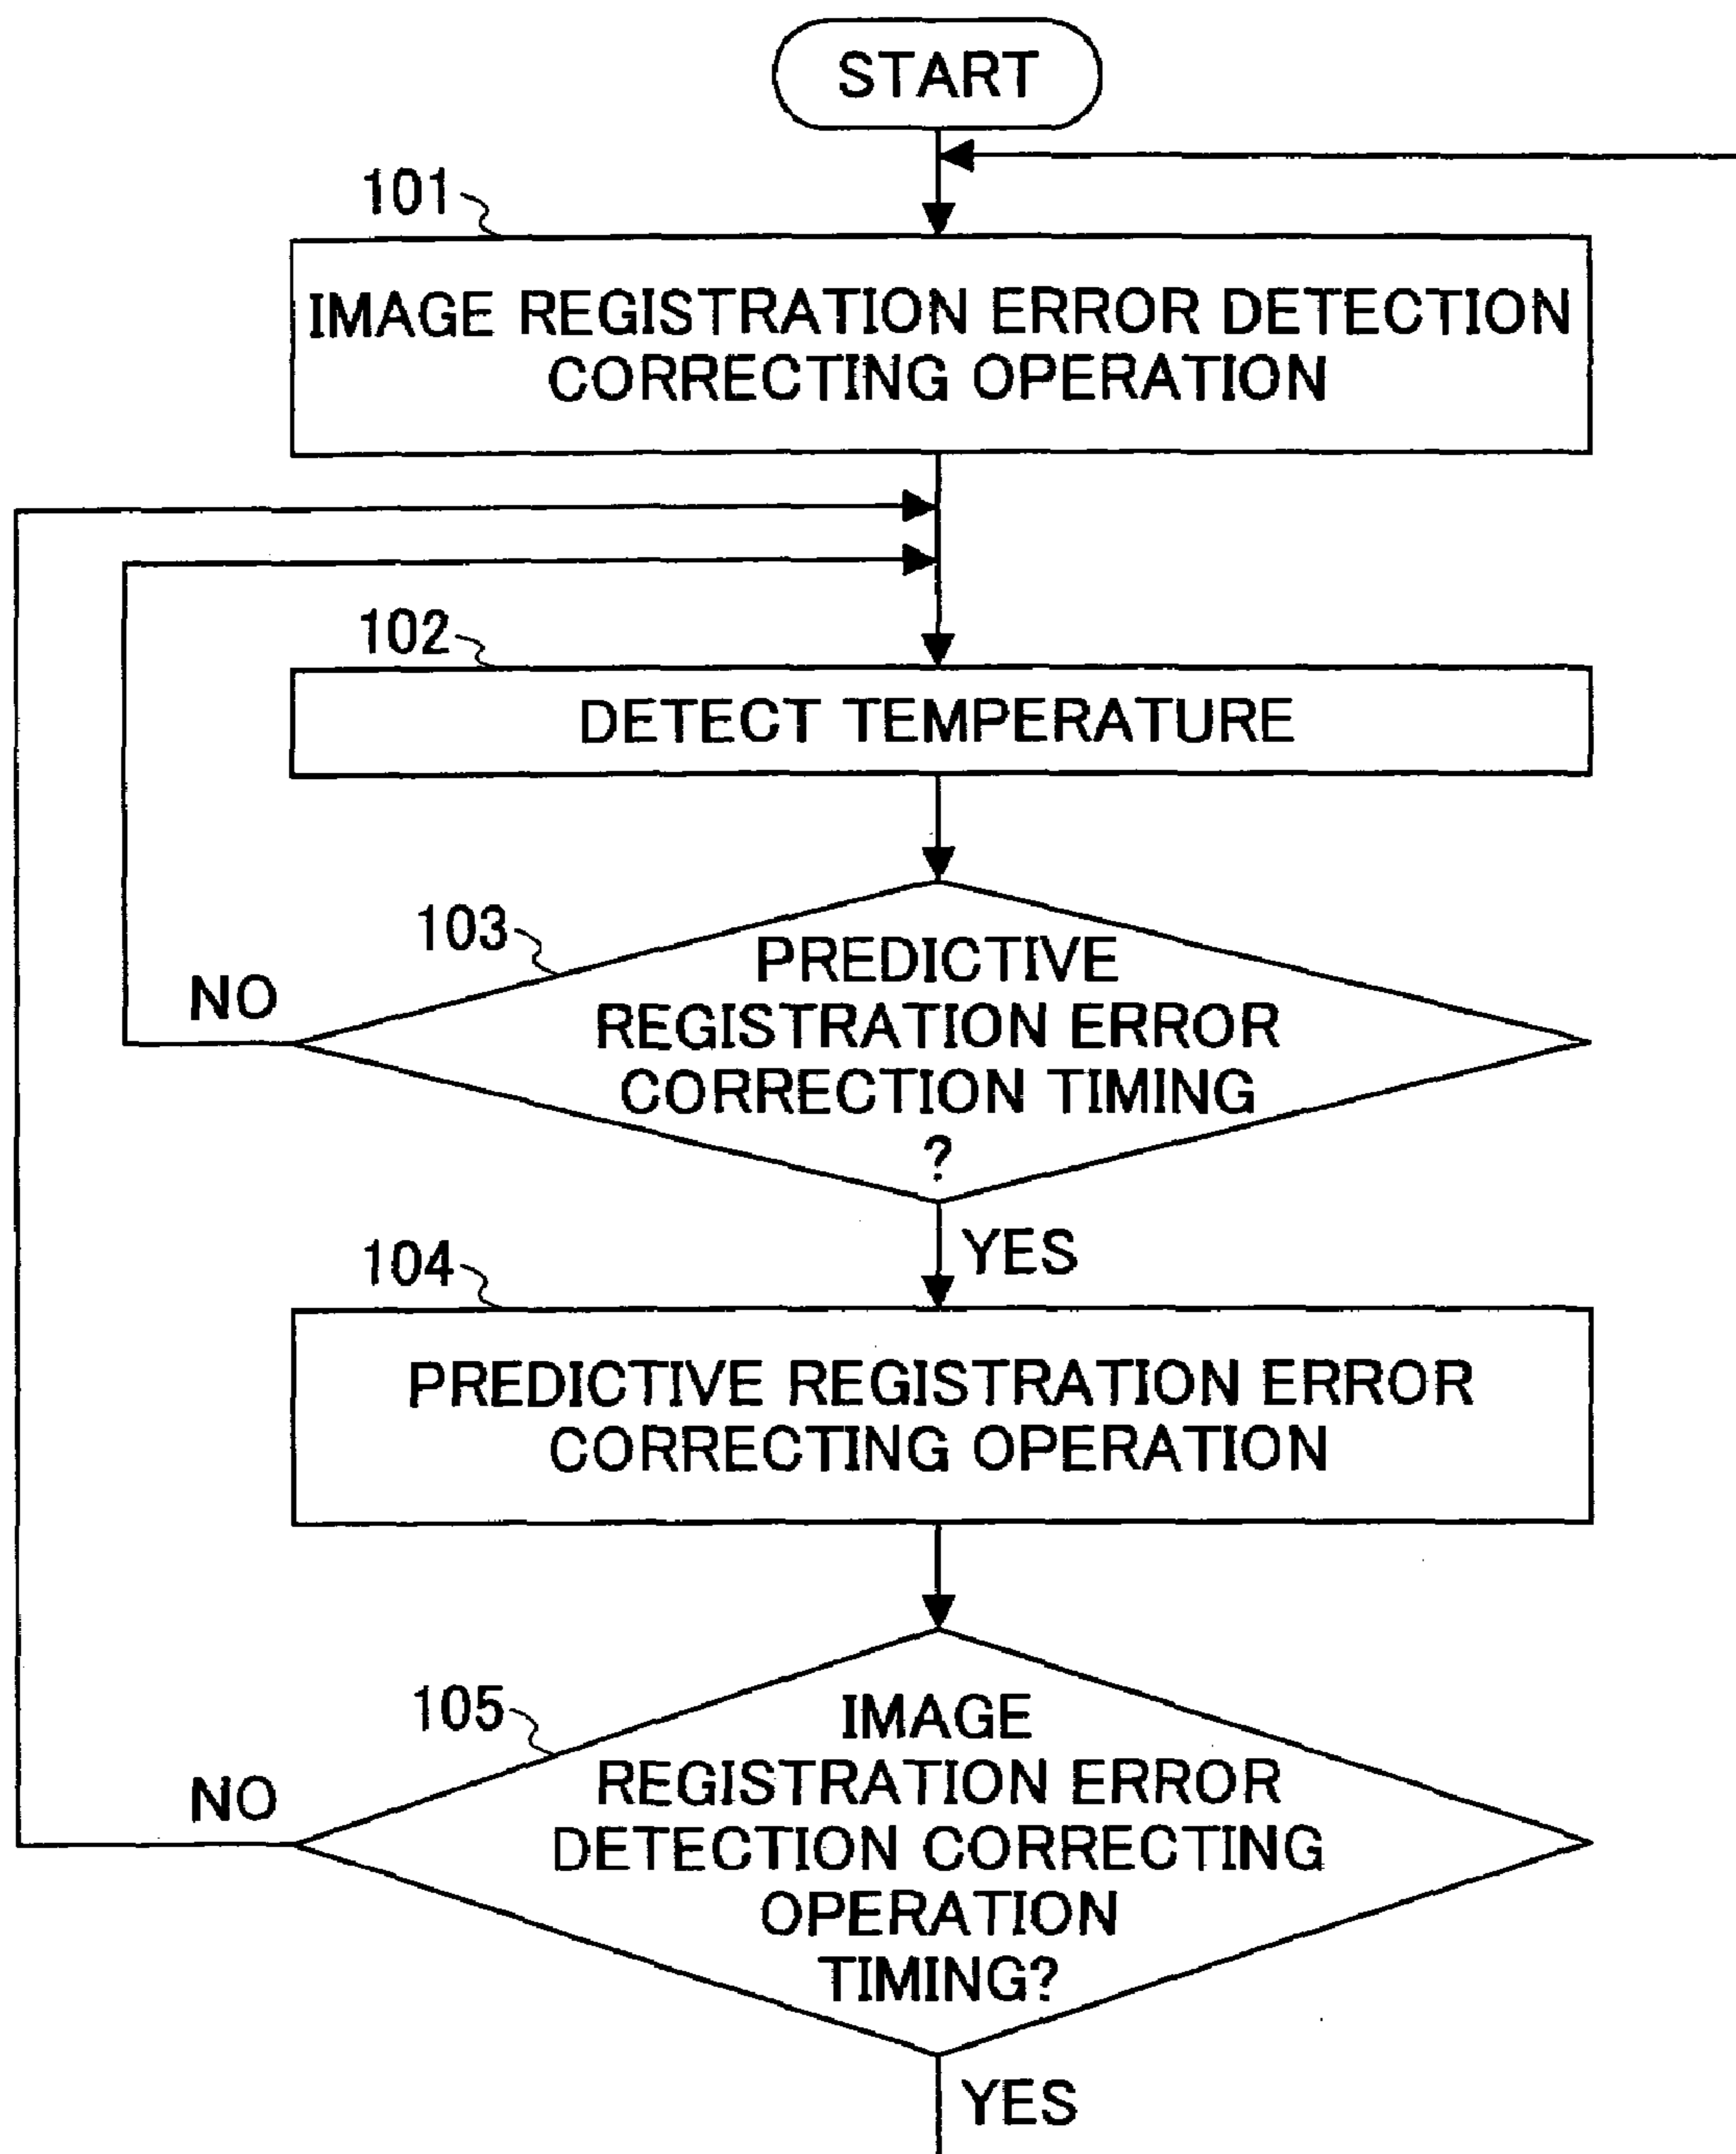 START
101
IMAGE REGISTRATION ERROR DETECTION
CORRECTING OPERATION
102
DETECT TEMPERATURE
103
PREDICTIVE
REGISTRATION ERROR
CORRECTION TIMING
?
NO
YES
104
PREDICTIVE REGISTRATION ERROR
CORRECTING OPERATION
105
IMAGE
REGISTRATION ERROR
DETECTION CORRECTING
OPERATION
TIMING?
NO
YES